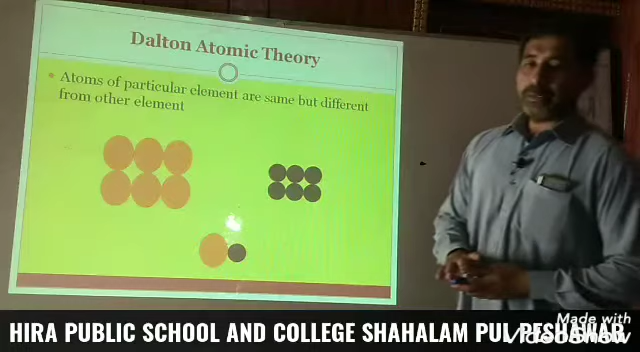 Dalton Atomic Theory
Atoms of particular element are same but different
from other element
Made with
VideoShow
HIRA PUBLIC SCHOOL AND COLLEGE SHAHALAM PUL PESHAWAR